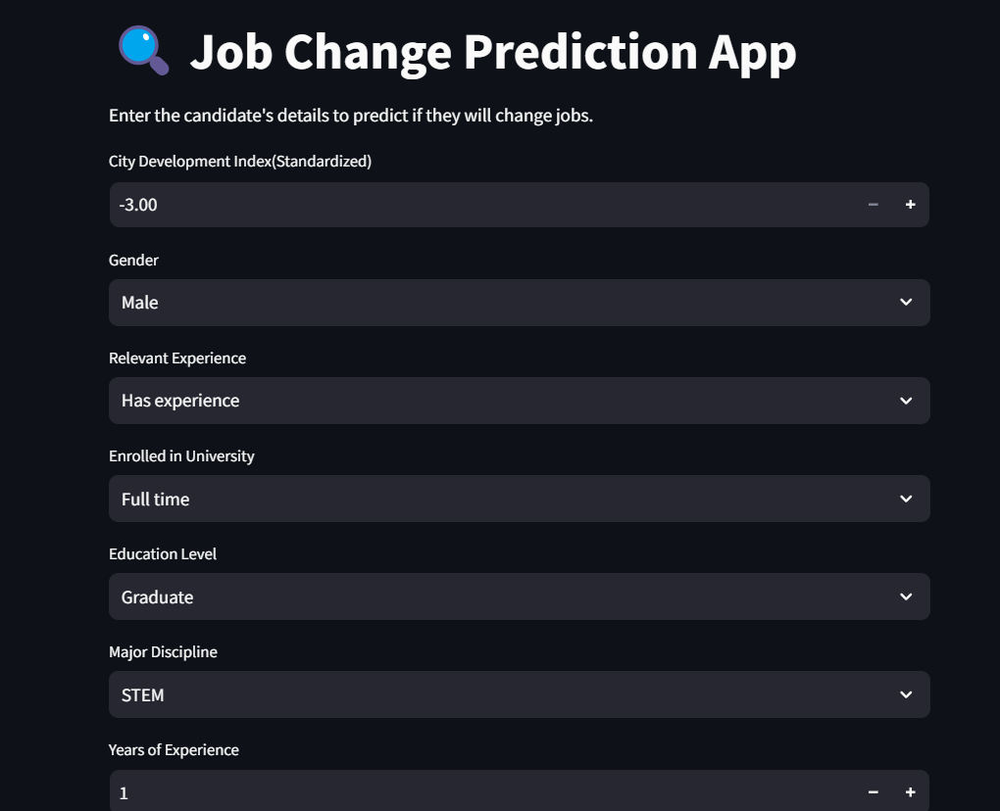 Job Change Prediction App
Enter the candidate's details to predict if they will change jobs.
City Development Index(Standardized)
-3.00
Gender
Male
Relevant Experience
Has experience
Enrolled in University
Full time
Education Level
Graduate
Major Discipline
STEM
Years of Experience
1